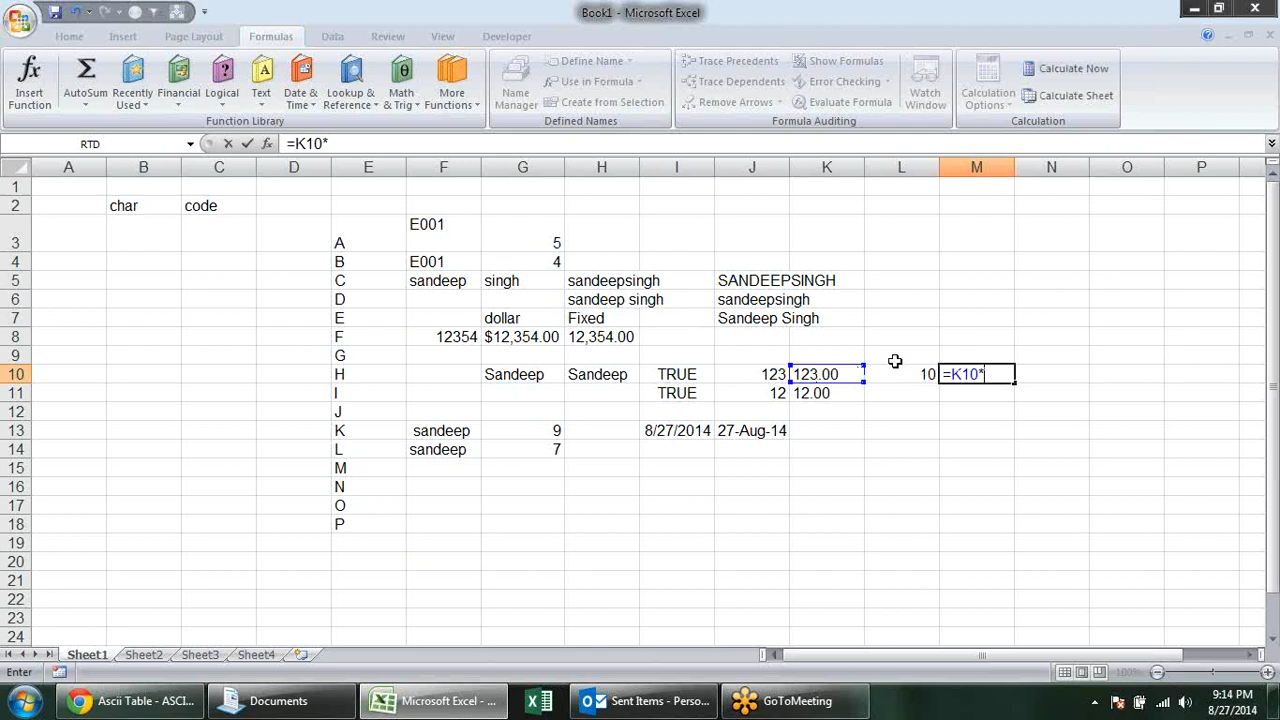 Book1 - Microsoft Excel
Home Insert Page Layout Formulas Data Review View Developer
fx Σ ? A θ
Insert Function AutoSum Recently Used Financial Logical Text Date & Time Lookup & Reference Math & Trig More Functions
Function Library
Name Manager Define Name Use in Formula Create from Selection
Defined Names
Trace Precedents Trace Dependents Remove Arrows Show Formulas Error Checking Evaluate Formula Watch Window
Formula Auditing
Calculation Options Calculate Now Calculate Sheet
Calculation
RTD fx =K10*
A B C D E F G H I J K L M N O P
1
2 char code
3 A E001 5
4 B E001 4
5 C sandeep singh sandeepsingh SANDEEPSINGH
6 D sandeep singh sandeepsingh
7 E dollar Fixed Sandeep Singh
8 F 12354 $12,354.00 12,354.00
9 G
10 H Sandeep Sandeep TRUE 123 123.00 10 =K10*
11 I TRUE 12 12.00
12 J
13 K sandeep 9 8/27/2014 27-Aug-14
14 L sandeep 7
15 M
16 N
17 O
18 P
19
20
21
22
23
24
Sheet1 Sheet2 Sheet3 Sheet4
Enter 100%
Ascii Table - ASCI... Documents Microsoft Excel - ... Sent Items - Perso... GoToMeeting 9:14 PM
8/27/2014